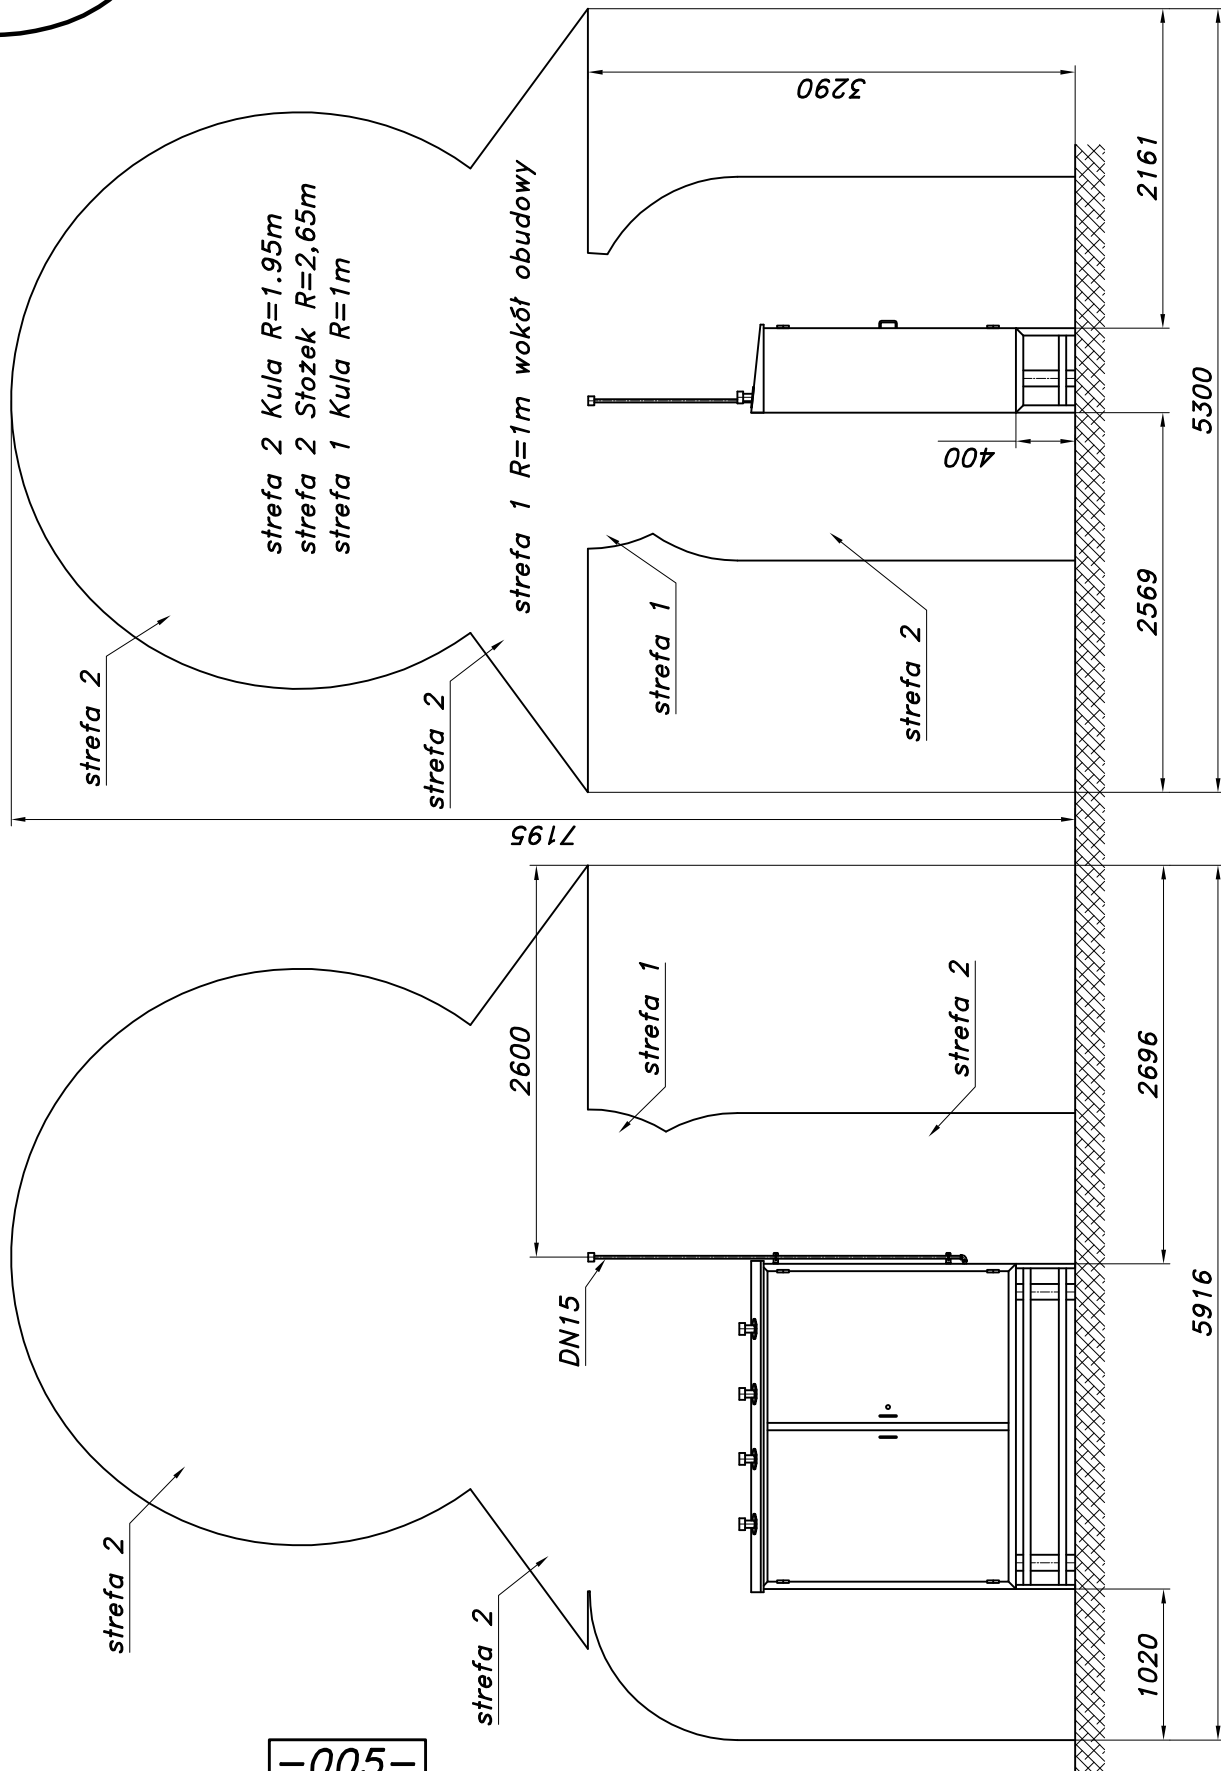 strefa 2 Kula R=1.95m
strefa 2 Stożek R=2,65m
strefa 1 Kula R=1m
strefa 1 R=1m wokół obudowy
strefa 2
strefa 2
strefa 1
strefa 2
3290
400
2161
2569
5300
7195
strefa 2
strefa 2
strefa 1
strefa 2
2600
DN15
2696
1020
5916
-005-